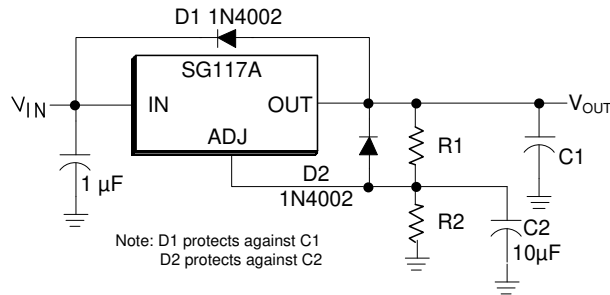 D1 1N4002
SG117A
VIN
IN
OUT
VOUT
ADJ
R1
C1
1 µF
D2
1N4002
R2
C2
10µF
Note: D1 protects against C1
D2 protects against C2